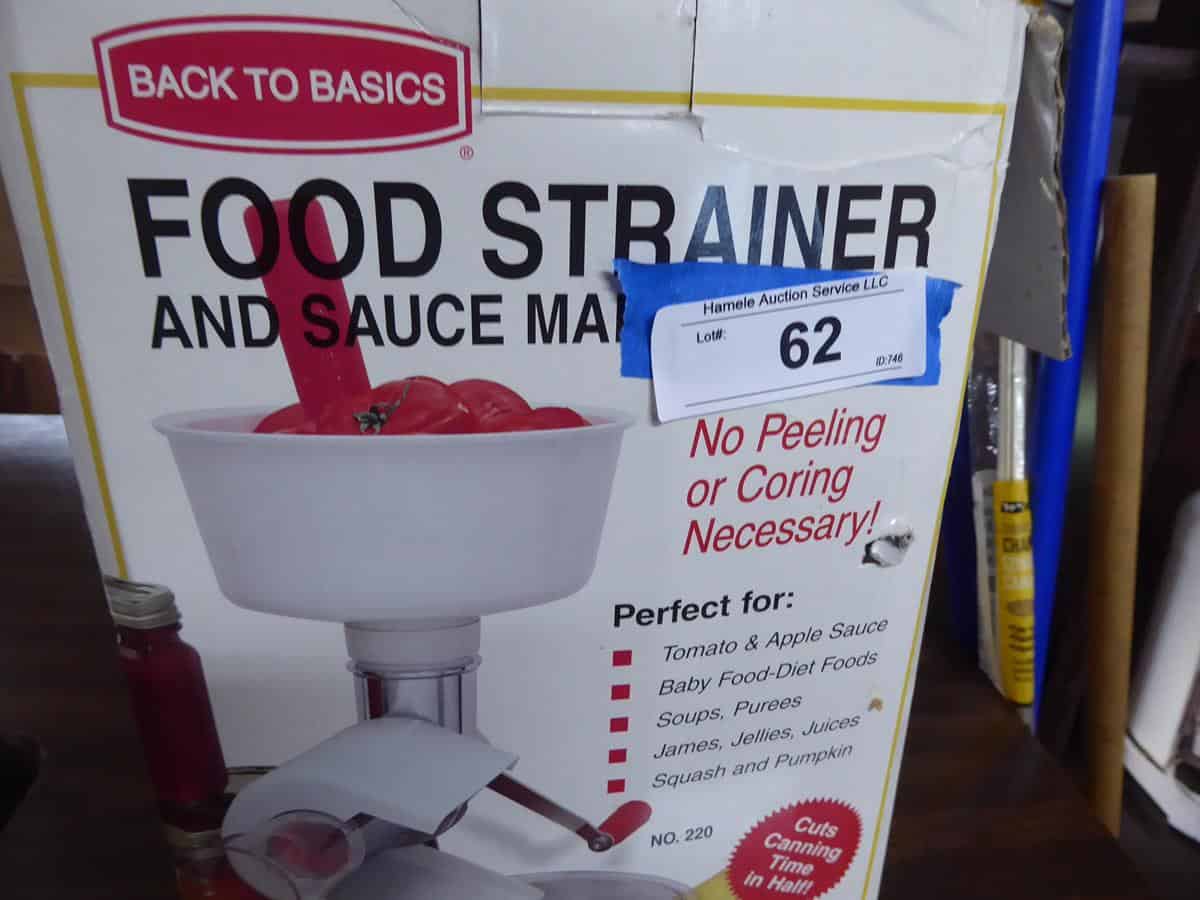 BACK TO BASICS
®
FOOD STRAINER
AND SAUCE MA
Hamele Auction Service LLC
Lot#:
62
ID:746
No Peeling
or Coring
Necessary!
Perfect for:
Tomato & Apple Sauce
Baby Food-Diet Foods
Soups, Purees
James, Jellies, Juices
Squash and Pumpkin
NO. 220
Cuts
Canning
Time
in Half!